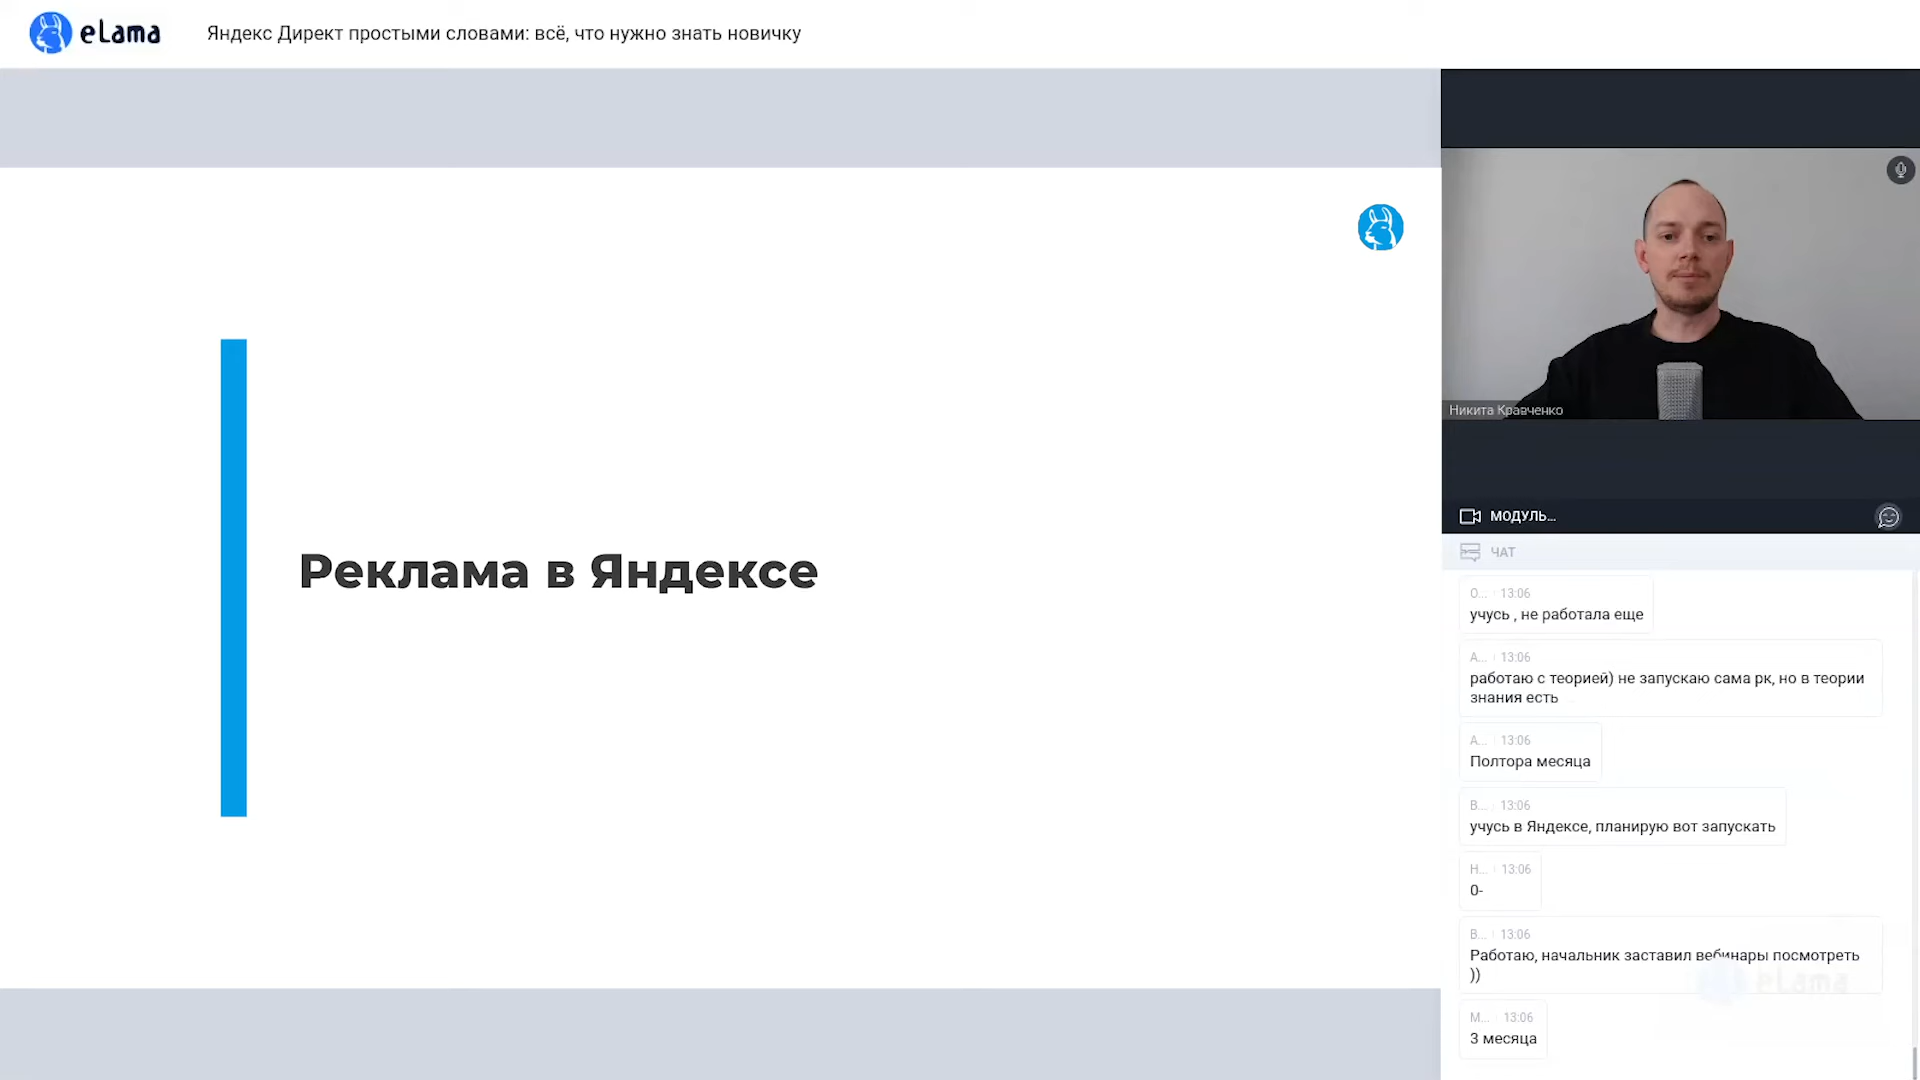 eLama
Яндекс Директ простыми словами: всё, что нужно знать новичку
Реклама в Яндексе
Никита Кравченко
МОДУЛЬ...
ЧАТ
О... 13:06
учусь , не работала еще
А... 13:06
работаю с теорией) не запускаю сама рк, но в теории
знания есть
А... 13:06
Полтора месяца
В... 13:06
учусь в Яндексе, планирую вот запускать
Н... 13:06
0-
В... 13:06
Работаю, начальник заставил вебинары посмотреть
))
eLama
М... 13:06
3 месяца